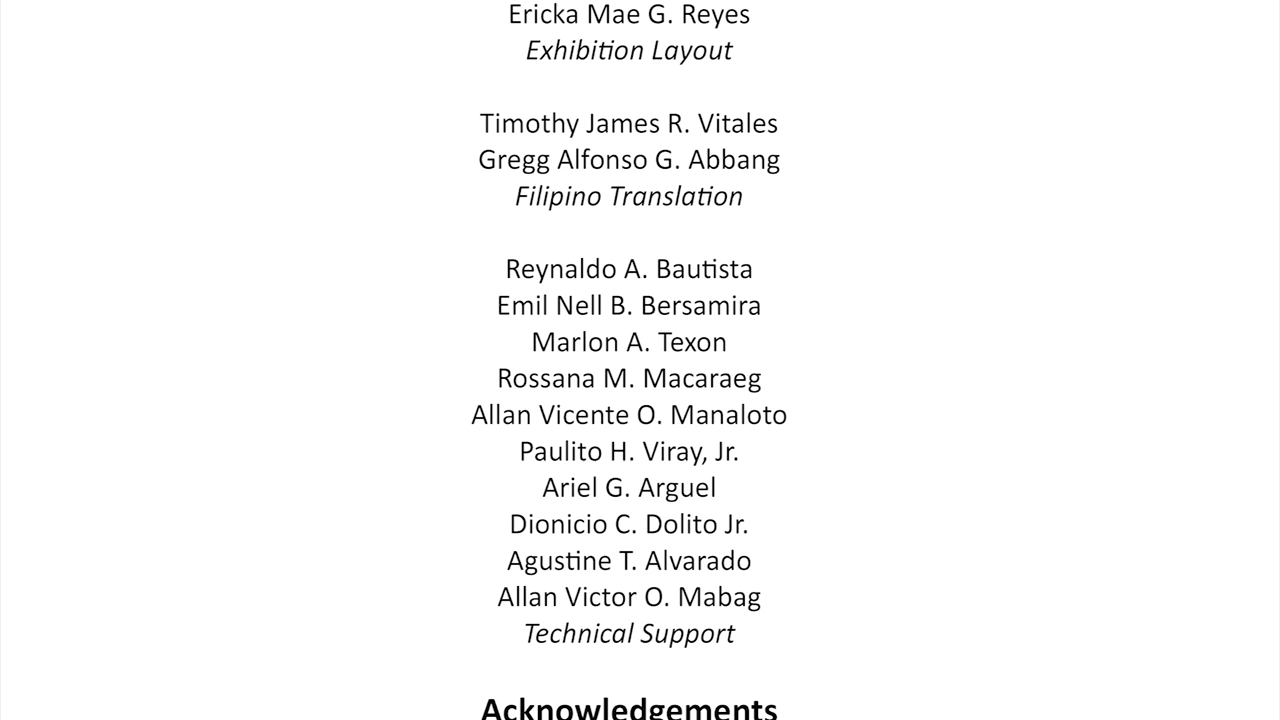 Ericka Mae G. Reyes
Exhibition Layout
Timothy James R. Vitales
Gregg Alfonso G. Abbang
Filipino Translation
Reynaldo A. Bautista
Emil Nell B. Bersamira
Marlon A. Texon
Rossana M. Macaraeg
Allan Vicente O. Manaloto
Paulito H. Viray, Jr.
Ariel G. Arguel
Dionicio C. Dolito Jr.
Agustine T. Alvarado
Allan Victor O. Mabag
Technical Support
Acknowledgements